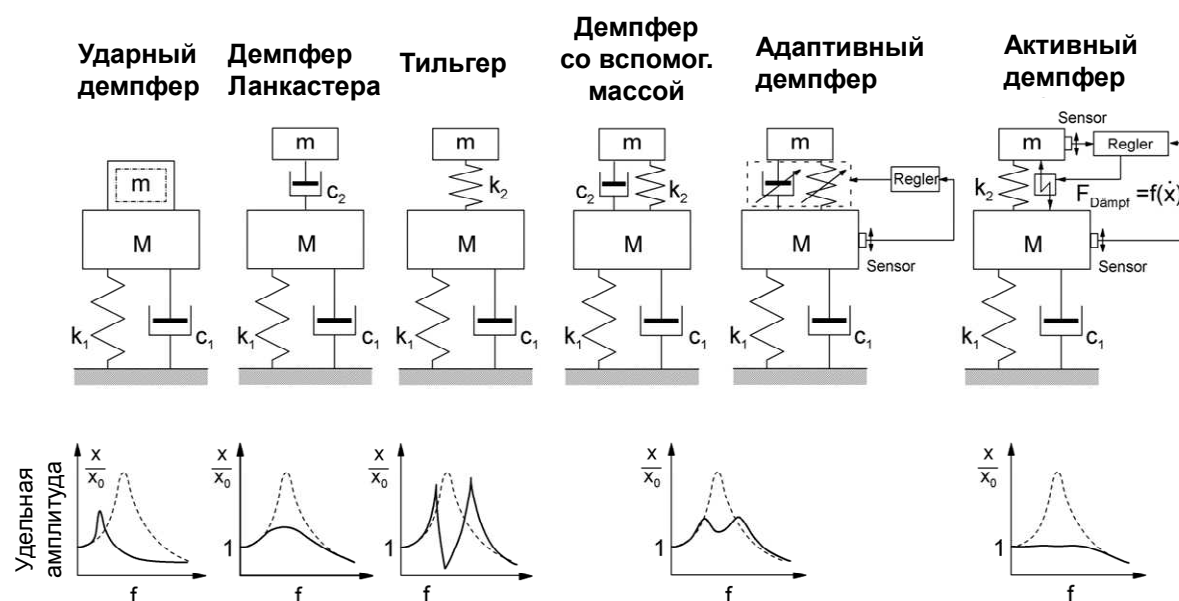 Ударный
демпфер
Демпфер
Ланкастера
Тильгер
Демпфер
со вспомог.
массой
Адаптивный
демпфер
Активный
демпфер
m
M
k1
c1
m
c2
M
k1
c1
m
k2
M
k1
c1
m
c2
k2
M
k1
c1
m
Regler
M
Sensor
k1
c1
Sensor
m
Regler
k2
FDämpf =f(ẋ)
M
Sensor
k1
c1
Удельная
амплитуда
x
x0
1
f
x
x0
1
f
x
x0
1
f
x
x0
1
f
x
x0
1
f